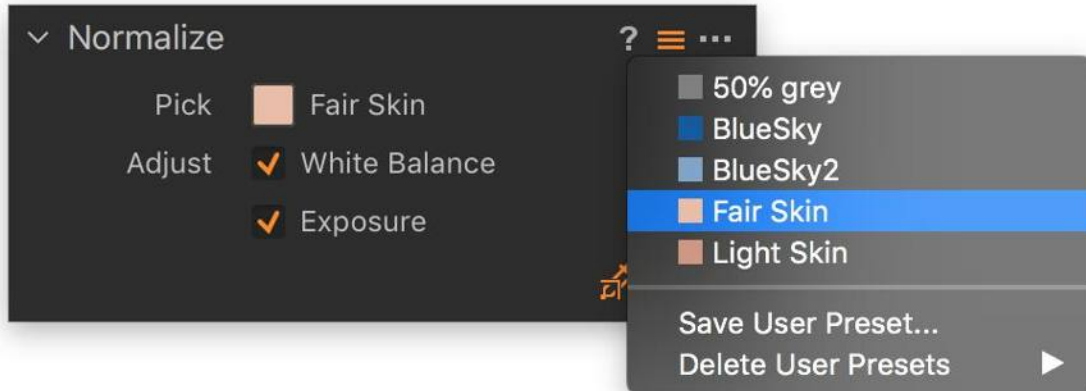 Normalize ? ...
Pick Fair Skin
Adjust White Balance
Exposure
50% grey
BlueSky
BlueSky2
Fair Skin
Light Skin
Save User Preset...
Delete User Presets